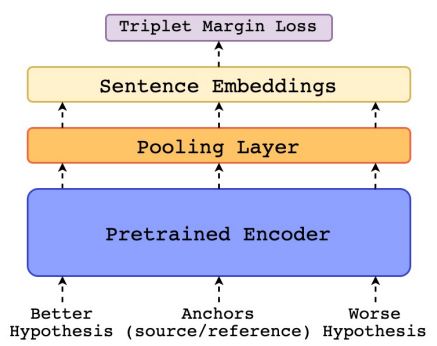 Triplet Margin Loss
Sentence Embeddings
Pooling Layer
Pretrained Encoder
Better Anchors Worse
Hypothesis (source/reference) Hypothesis